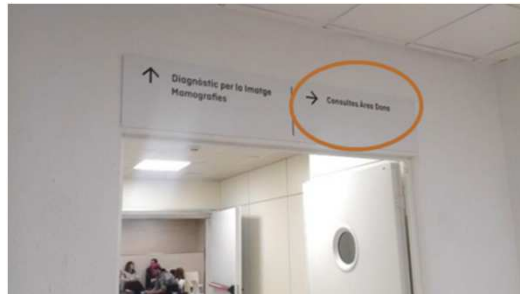 Diagnòstic per la Imatge
Mamografies
Consultes Àrea Dona